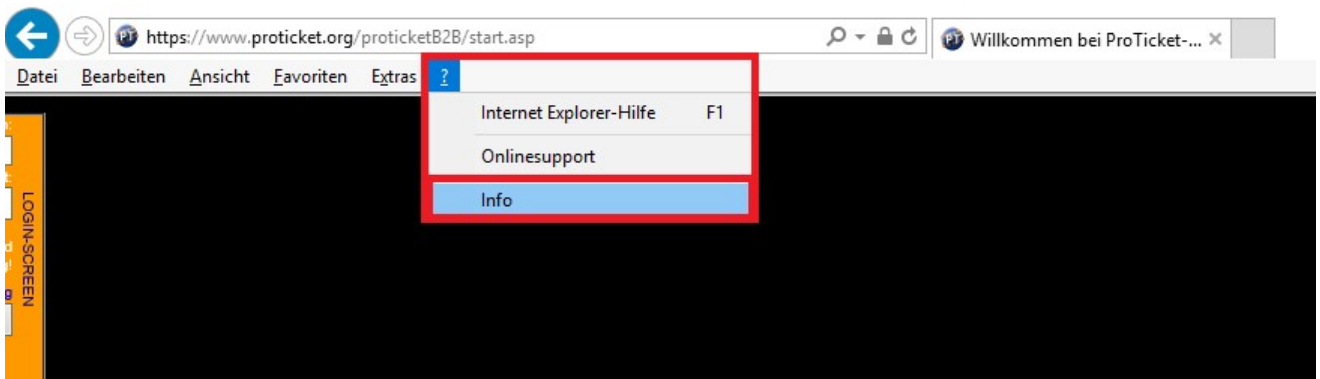 https://www.proticket.org/proticketB2B/start.asp
Willkommen bei ProTicket-...
Datei Bearbeiten Ansicht Favoriten Extras ?
Internet Explorer-Hilfe F1
Onlinesupport
Info
LOGIN-SCREEN